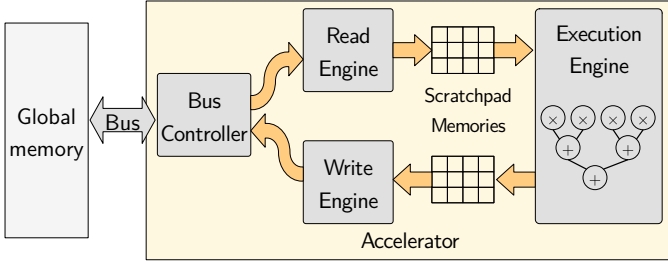 Global
memory
Bus
Bus
Controller
Read
Engine
Write
Engine
Scratchpad
Memories
Execution
Engine
× × × ×
+ +
+
Accelerator